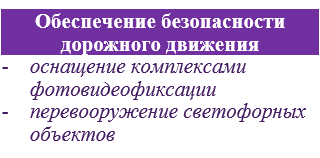 Обеспечение безопасности
дорожного движения
- оснащение комплексами
фотовидеофиксации
- перевооружение светофорных
объектов